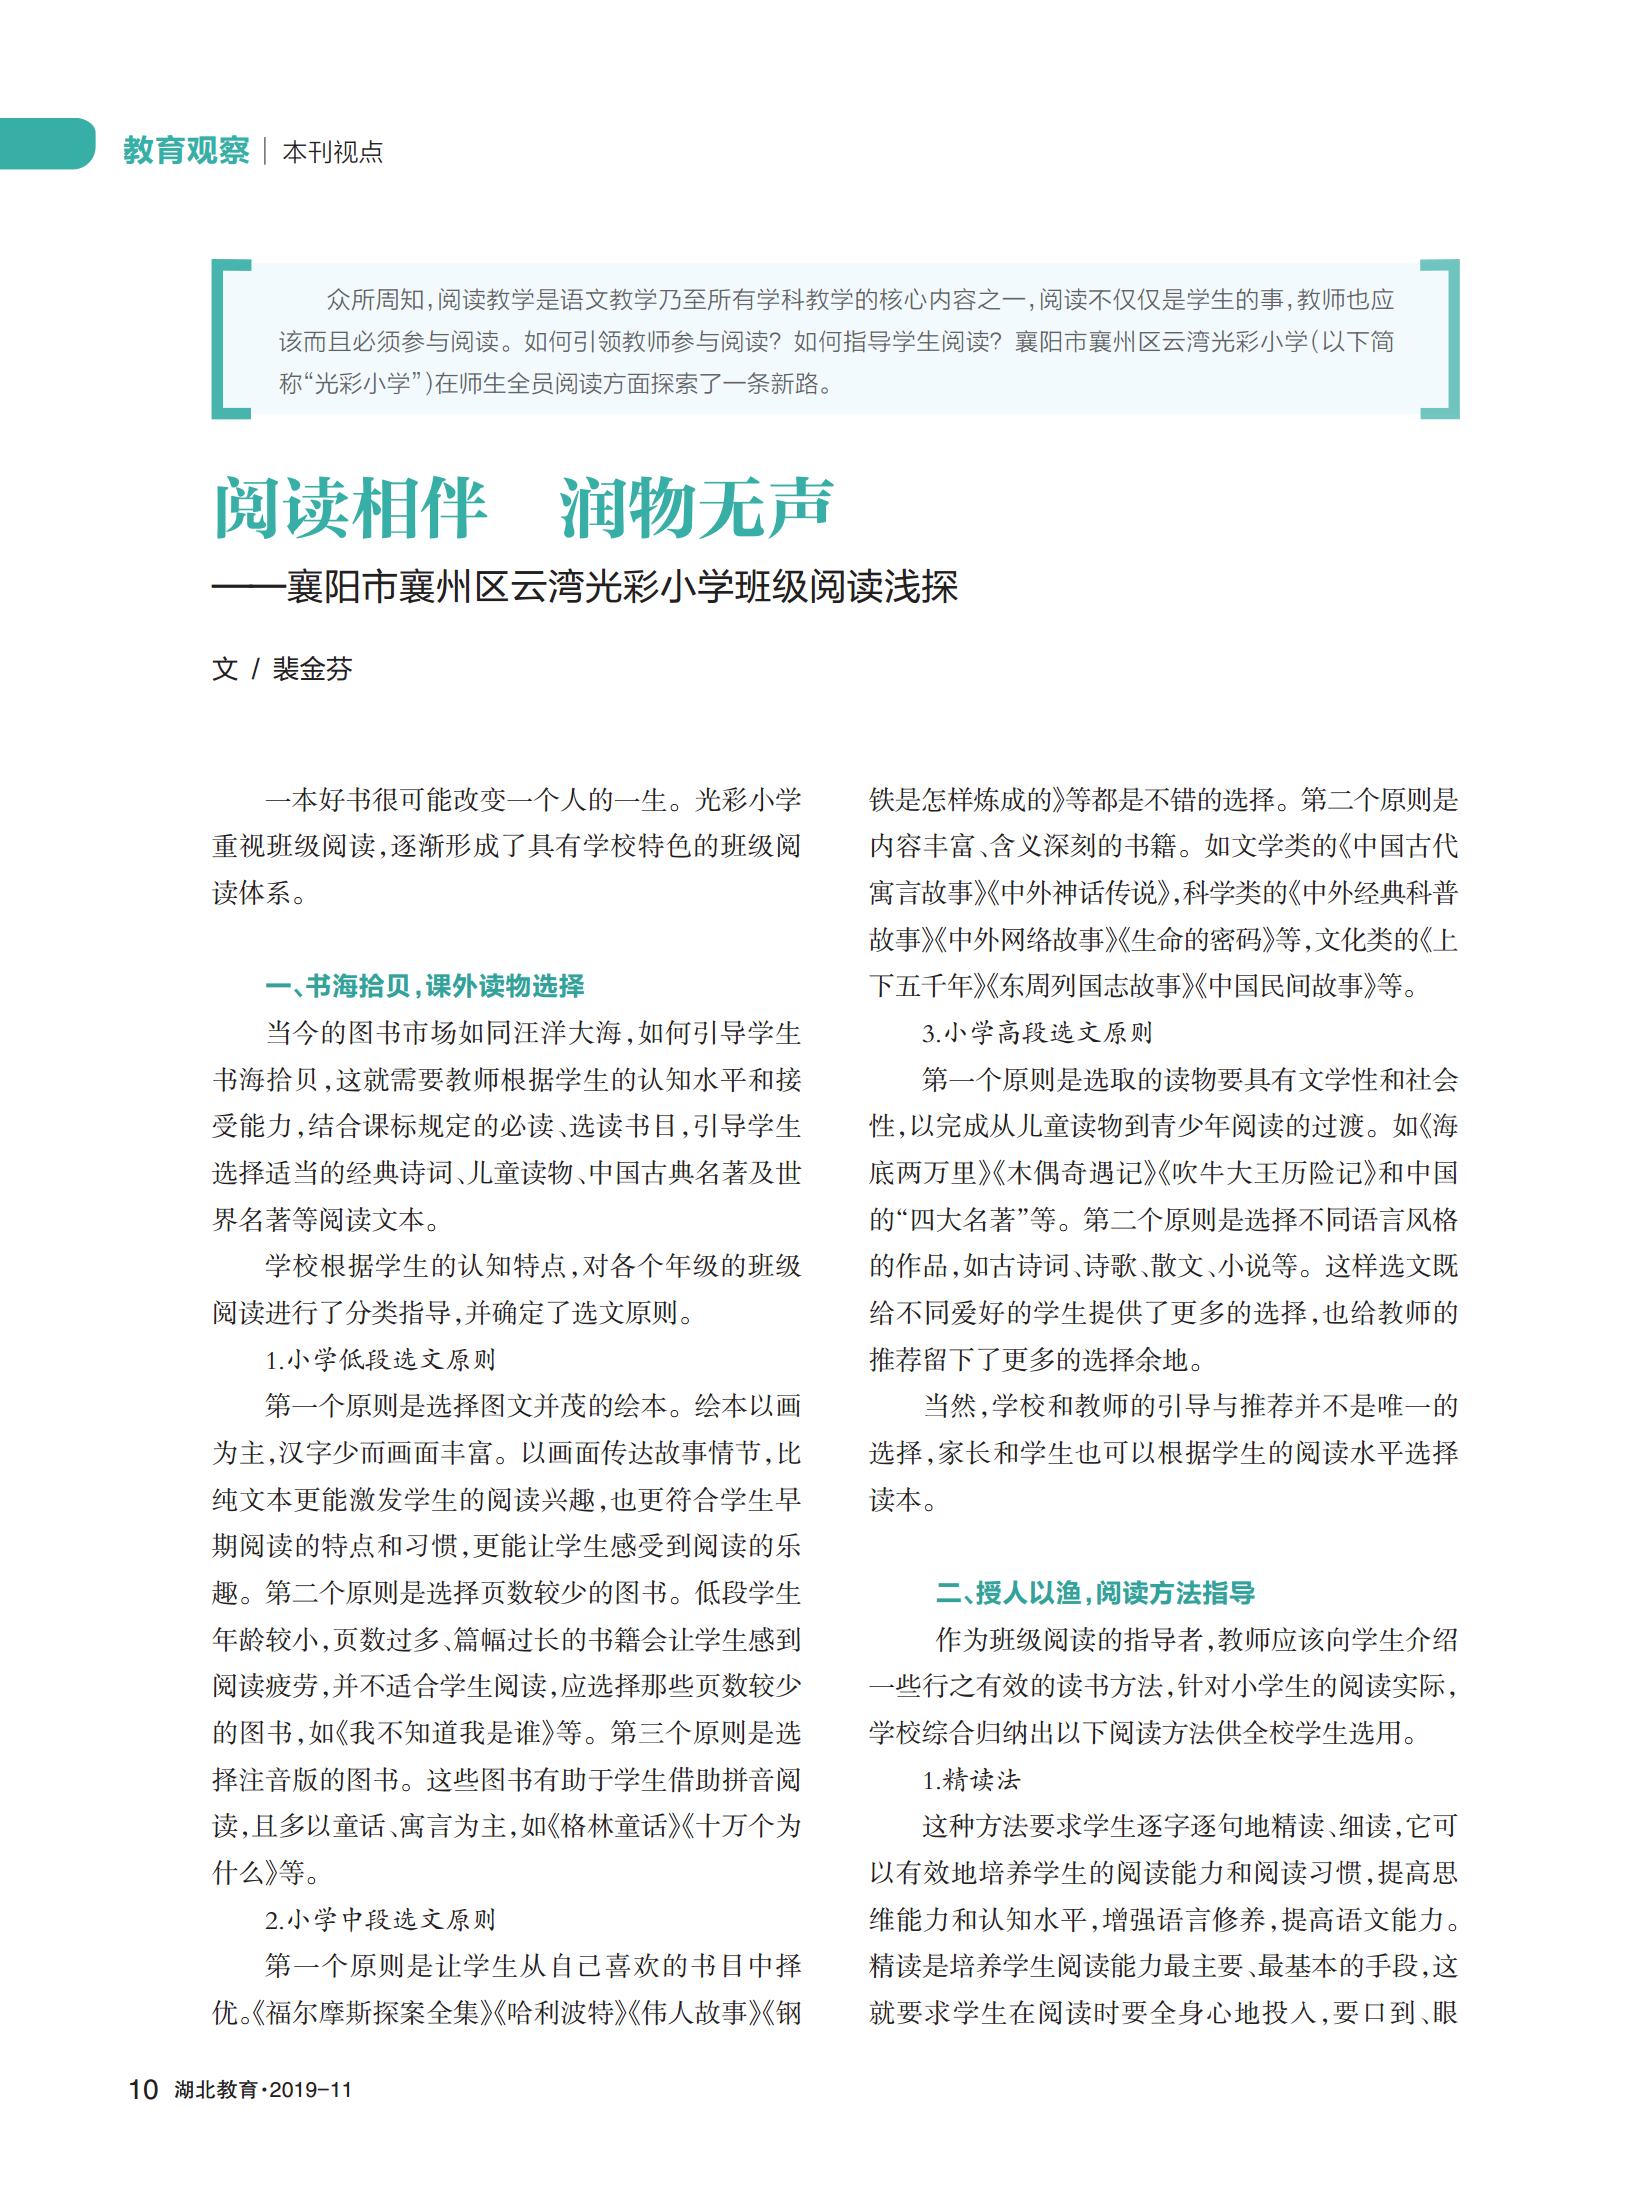 教育观察 | 本刊视点
众所周知,阅读教学是语文教学乃至所有学科教学的核心内容之一,阅读不仅仅是学生的事,教师也应
该而且必须参与阅读。如何引领教师参与阅读？如何指导学生阅读？襄阳市襄州区云湾光彩小学(以下简
称“光彩小学”)在师生全员阅读方面探索了一条新路。
阅读相伴　润物无声
——襄阳市襄州区云湾光彩小学班级阅读浅探
文 / 裴金芬
一本好书很可能改变一个人的一生。光彩小学
重视班级阅读,逐渐形成了具有学校特色的班级阅
读体系。
一、书海拾贝,课外读物选择
当今的图书市场如同汪洋大海,如何引导学生
书海拾贝,这就需要教师根据学生的认知水平和接
受能力,结合课标规定的必读、选读书目,引导学生
选择适当的经典诗词、儿童读物、中国古典名著及世
界名著等阅读文本。
学校根据学生的认知特点,对各个年级的班级
阅读进行了分类指导,并确定了选文原则。
1.小学低段选文原则
第一个原则是选择图文并茂的绘本。绘本以画
为主,汉字少而画面丰富。以画面传达故事情节,比
纯文本更能激发学生的阅读兴趣,也更符合学生早
期阅读的特点和习惯,更能让学生感受到阅读的乐
趣。第二个原则是选择页数较少的图书。低段学生
年龄较小,页数过多、篇幅过长的书籍会让学生感到
阅读疲劳,并不适合学生阅读,应选择那些页数较少
的图书,如《我不知道我是谁》等。第三个原则是选
择注音版的图书。这些图书有助于学生借助拼音阅
读,且多以童话、寓言为主,如《格林童话》《十万个为
什么》等。
2.小学中段选文原则
第一个原则是让学生从自己喜欢的书目中择
优。《福尔摩斯探案全集》《哈利波特》《伟人故事》《钢
铁是怎样炼成的》等都是不错的选择。第二个原则是
内容丰富、含义深刻的书籍。如文学类的《中国古代
寓言故事》《中外神话传说》,科学类的《中外经典科普
故事》《中外网络故事》《生命的密码》等,文化类的《上
下五千年》《东周列国志故事》《中国民间故事》等。
3.小学高段选文原则
第一个原则是选取的读物要具有文学性和社会
性,以完成从儿童读物到青少年阅读的过渡。如《海
底两万里》《木偶奇遇记》《吹牛大王历险记》和中国
的“四大名著”等。第二个原则是选择不同语言风格
的作品,如古诗词、诗歌、散文、小说等。这样选文既
给不同爱好的学生提供了更多的选择,也给教师的
推荐留下了更多的选择余地。
当然,学校和教师的引导与推荐并不是唯一的
选择,家长和学生也可以根据学生的阅读水平选择
读本。
二、授人以渔,阅读方法指导
作为班级阅读的指导者,教师应该向学生介绍
一些行之有效的读书方法,针对小学生的阅读实际,
学校综合归纳出以下阅读方法供全校学生选用。
1.精读法
这种方法要求学生逐字逐句地精读、细读,它可
以有效地培养学生的阅读能力和阅读习惯,提高思
维能力和认知水平,增强语言修养,提高语文能力。
精读是培养学生阅读能力最主要、最基本的手段,这
就要求学生在阅读时要全身心地投入,要口到、眼
10 湖北教育·2019-11